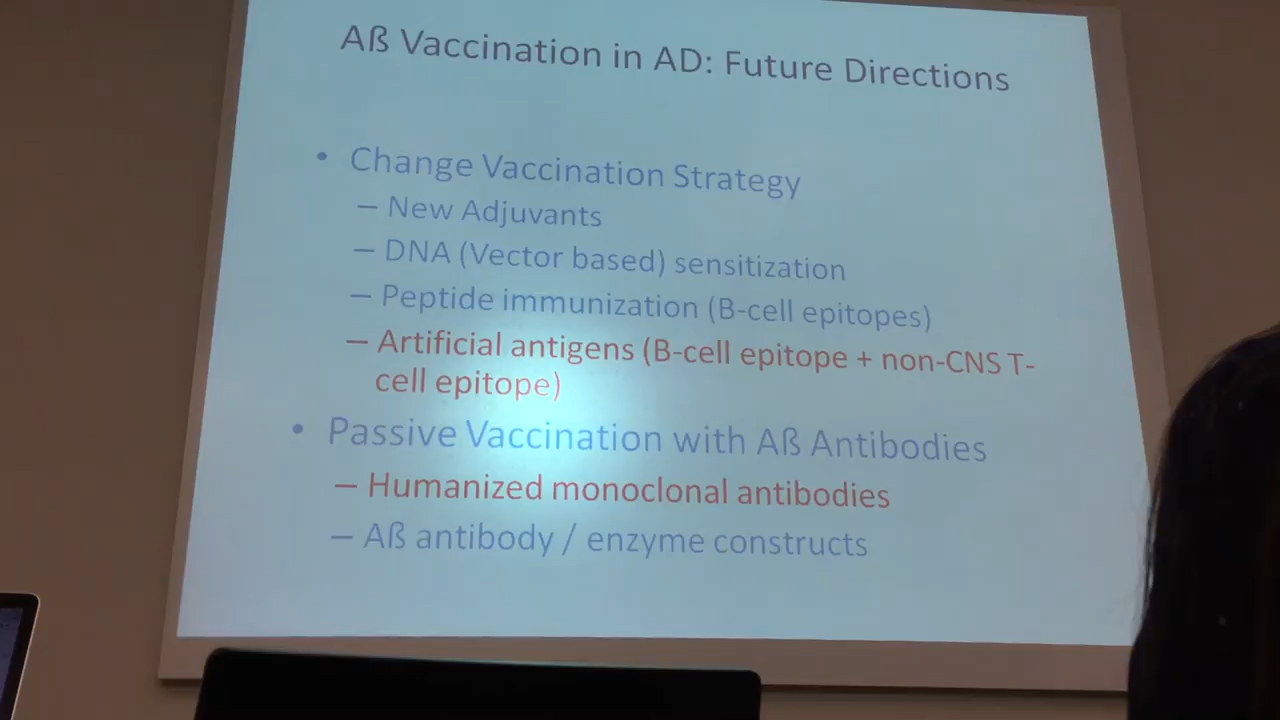 Aß Vaccination in AD: Future Directions
• Change Vaccination Strategy
– New Adjuvants
– DNA (Vector based) sensitization
– Peptide immunization (B-cell epitopes)
– Artificial antigens (B-cell epitope + non-CNS T-
cell epitope)
• Passive Vaccination with Aß Antibodies
– Humanized monoclonal antibodies
– Aß antibody / enzyme constructs